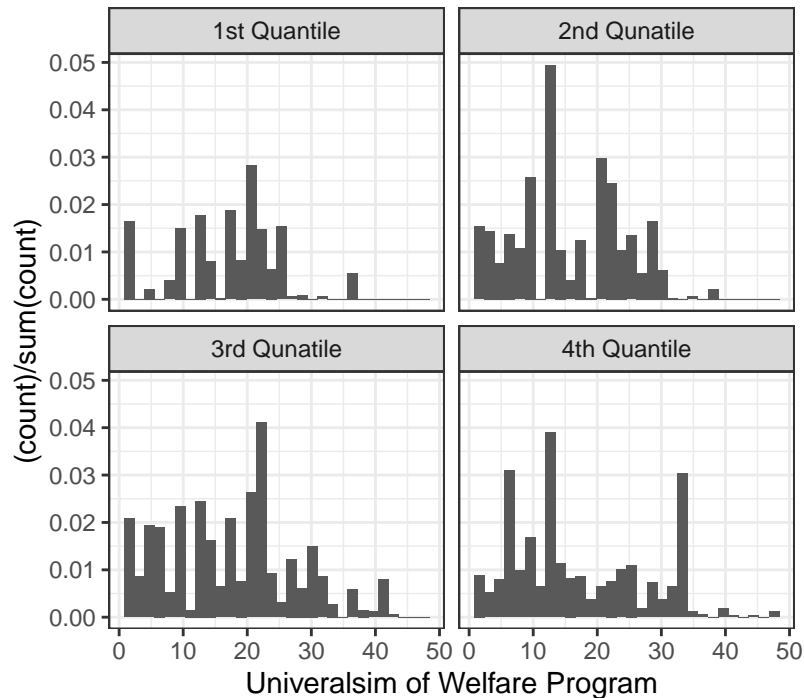 1st Quantile
2nd Qunatile
0.05
0.04
0.03
0.02
0.01
0.00
3rd Qunatile
4th Quantile
0.05
0.04
0.03
0.02
0.01
0.00
0 10 20 30 40 50
0 10 20 30 40 50
(count)/sum(count)
Univeralsim of Welfare Program